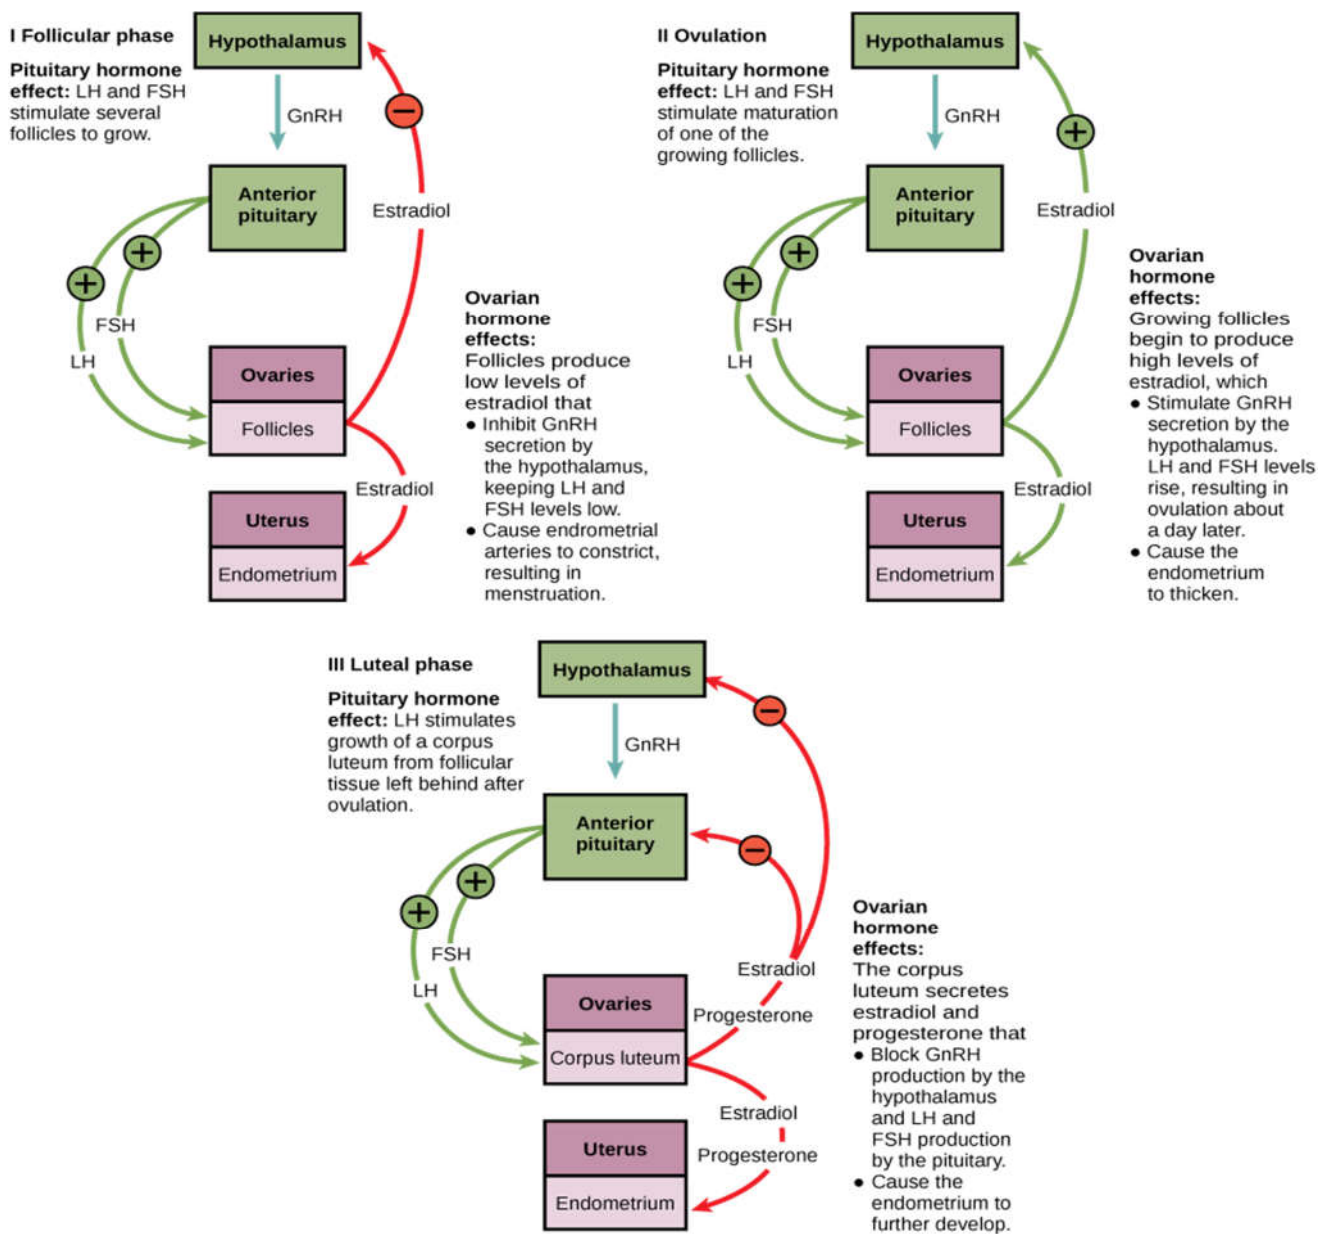 I Follicular phase
Pituitary hormone
effect: LH and FSH
stimulate several
follicles to grow.
Hypothalamus
GnRH
Anterior
pituitary
Estradiol
FSH
LH
Ovaries
Follicles
Estradiol
Uterus
Endometrium
Ovarian
hormone
effects:
Follicles produce
low levels of
estradiol that
● Inhibit GnRH
secretion by
the hypothalamus,
keeping LH and
FSH levels low.
● Cause endrometrial
arteries to constrict,
resulting in
menstruation.
II Ovulation
Pituitary hormone
effect: LH and FSH
stimulate maturation
of one of the
growing follicles.
Hypothalamus
GnRH
Anterior
pituitary
Estradiol
FSH
LH
Ovaries
Follicles
Estradiol
Uterus
Endometrium
Ovarian
hormone
effects:
Growing follicles
begin to produce
high levels of
estradiol, which
● Stimulate GnRH
secretion by the
hypothalamus.
LH and FSH levels
rise, resulting in
ovulation about
a day later.
● Cause the
endometrium
to thicken.
III Luteal phase
Pituitary hormone
effect: LH stimulates
growth of a corpus
luteum from follicular
tissue left behind after
ovulation.
Hypothalamus
GnRH
Anterior
pituitary
FSH
LH
Estradiol
Progesterone
Ovaries
Corpus luteum
Estradiol
Progesterone
Uterus
Endometrium
Ovarian
hormone
effects:
The corpus
luteum secretes
estradiol and
progesterone that
● Block GnRH
production by the
hypothalamus
and LH and
FSH production
by the pituitary.
● Cause the
endometrium to
further develop.